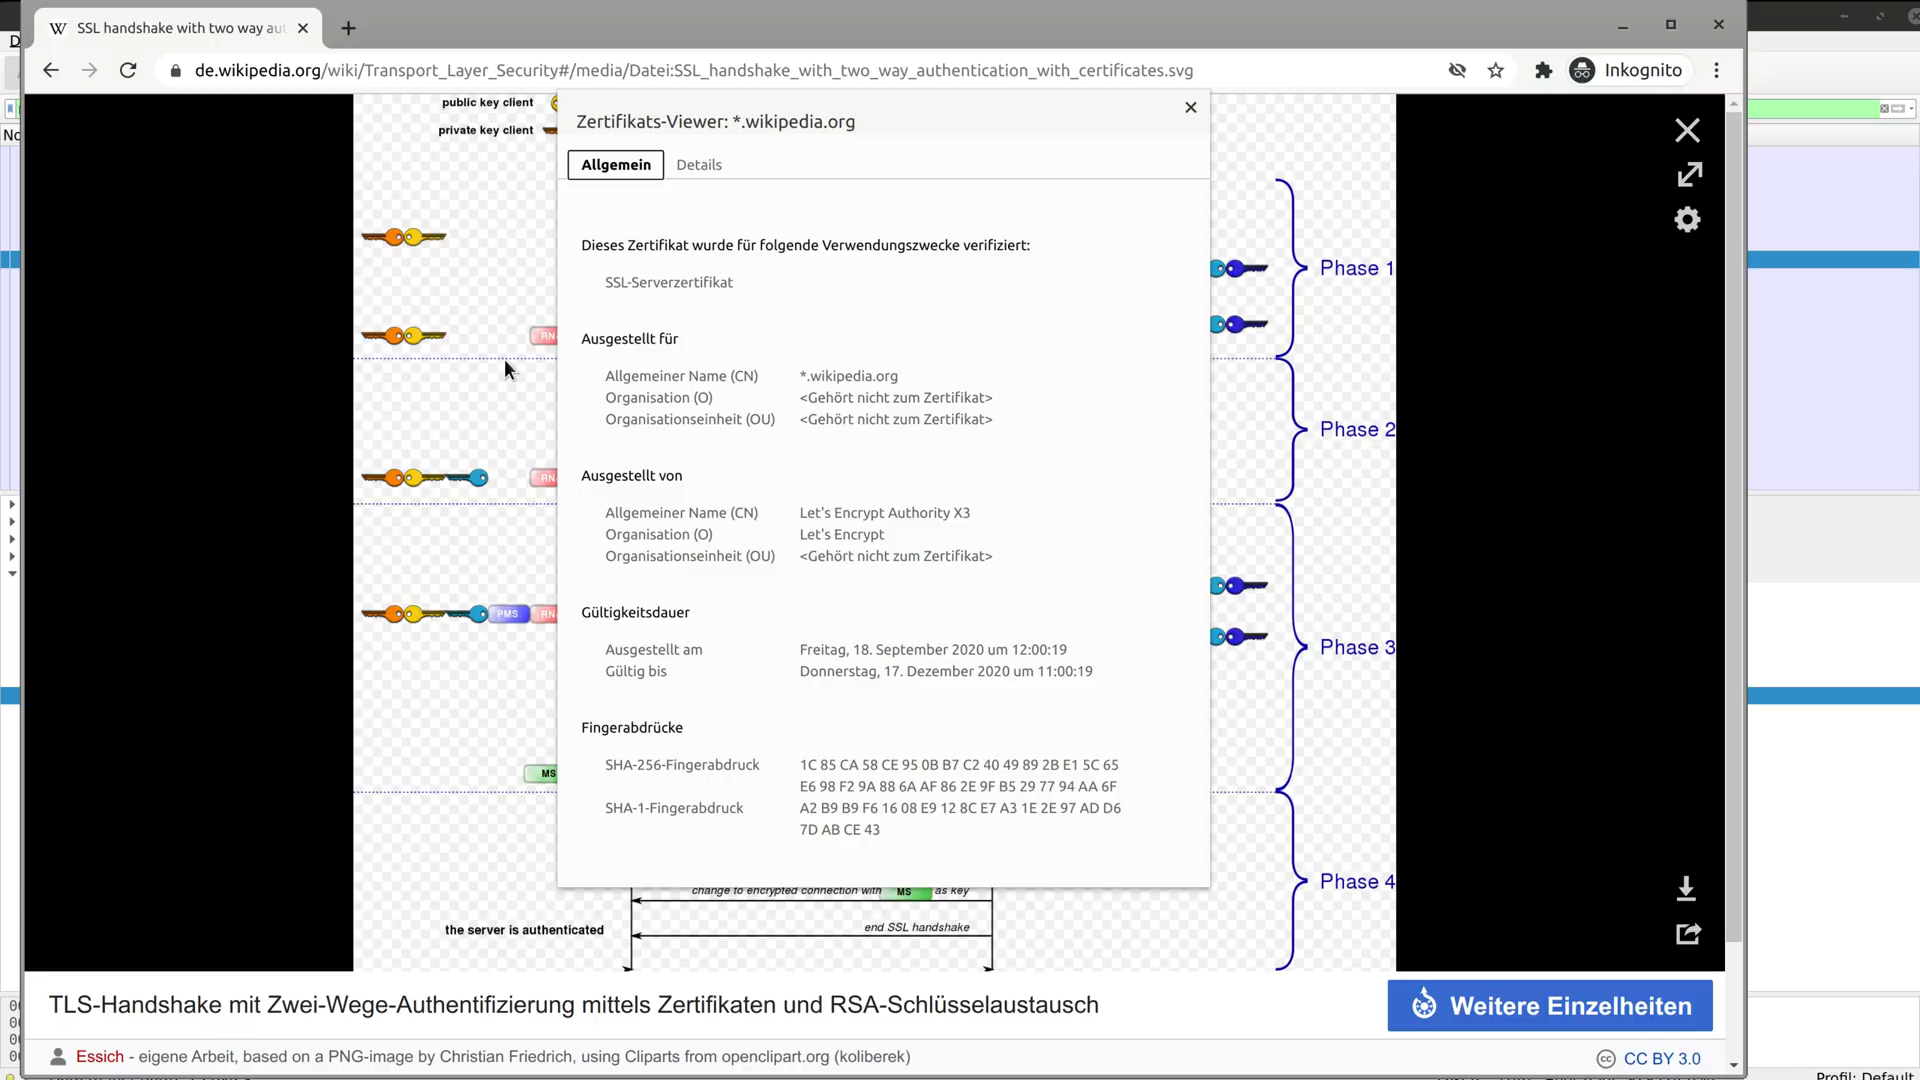 SSL handshake with two way au
de.wikipedia.org/wiki/Transport_Layer_Security#/media/Datei:SSL_handshake_with_two_way_authentication_with_certificates.svg
Inkognito
public key client
private key client
Zertifikats-Viewer: *.wikipedia.org
Allgemein
Details
Dieses Zertifikat wurde für folgende Verwendungszwecke verifiziert:
SSL-Serverzertifikat
Phase 1
Ausgestellt für
Allgemeiner Name (CN) *.wikipedia.org
Organisation (O) <Gehört nicht zum Zertifikat>
Organisationseinheit (OU) <Gehört nicht zum Zertifikat>
Phase 2
Ausgestellt von
Allgemeiner Name (CN) Let's Encrypt Authority X3
Organisation (O) Let's Encrypt
Organisationseinheit (OU) <Gehört nicht zum Zertifikat>
Gültigkeitsdauer
PMS
Ausgestellt am Freitag, 18. September 2020 um 12:00:19
Gültig bis Donnerstag, 17. Dezember 2020 um 11:00:19
Phase 3
Fingerabdrücke
SHA-256-Fingerabdruck 1C 85 CA 58 CE 95 0B B7 C2 40 49 89 2B E1 5C 65
E6 98 F2 9A 88 6A AF 86 2E 9F B5 29 77 94 AA 6F
SHA-1-Fingerabdruck A2 B9 B9 F6 16 08 E9 12 8C E7 A3 1E 2E 97 AD D6
7D AB CE 43
MS
Phase 4
change to encrypted connection with MS as key
end SSL handshake
the server is authenticated
TLS-Handshake mit Zwei-Wege-Authentifizierung mittels Zertifikaten und RSA-Schlüsselaustausch
Weitere Einzelheiten
Essich - eigene Arbeit, based on a PNG-image by Christian Friedrich, using Cliparts from openclipart.org (koliberek)
CC BY 3.0
Profil: Default